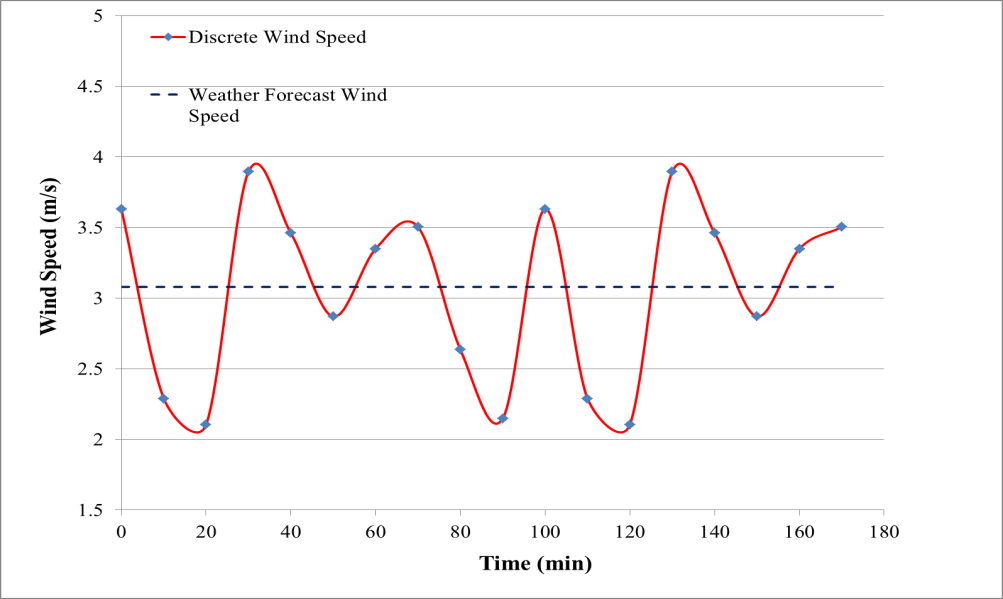 5
Discrete Wind Speed
4.5
Weather Forecast Wind
Speed
4
3.5
3
2.5
2
1.5
Wind Speed (m/s)
0 20 40 60 80 100 120 140 160 180
Time (min)